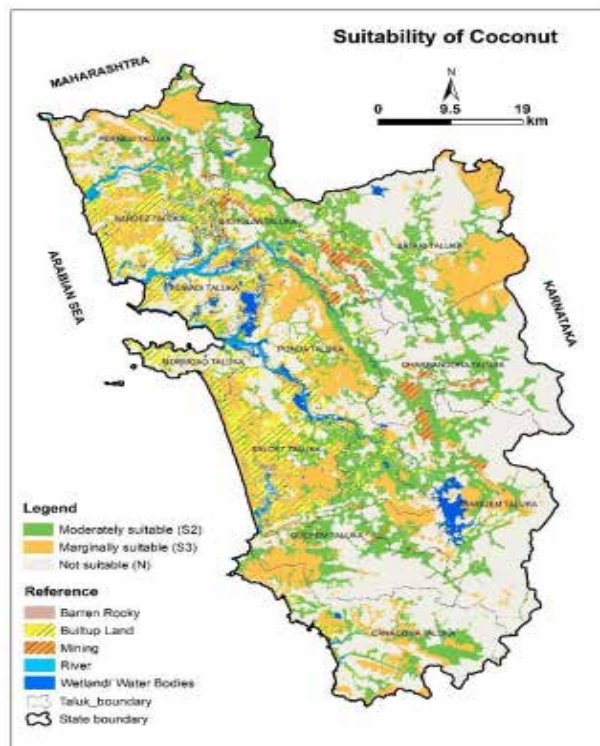 Suitability of Coconut
MAHARASHTRA
N
0 9.5 19
km
PERNEM TALUKA
BARDEZ TALUKA
BICHOLIM TALUKA
SATARI TALUKA
ARABIAN SEA
TISWADI TALUKA
KARNATAKA
PONDA TALUKA
MORMUGAO TALUKA
DHARBANDORA TALUKA
SALCET TALUKA
SANGUEM TALUKA
QUEPEM TALUKA
CANACONA TALUKA
Legend
Moderately suitable (S2)
Marginally suitable (S3)
Not suitable (N)
Reference
Barren Rocky
Builtup Land
Mining
River
Wetland/ Water Bodies
Taluk_boundary
State boundary